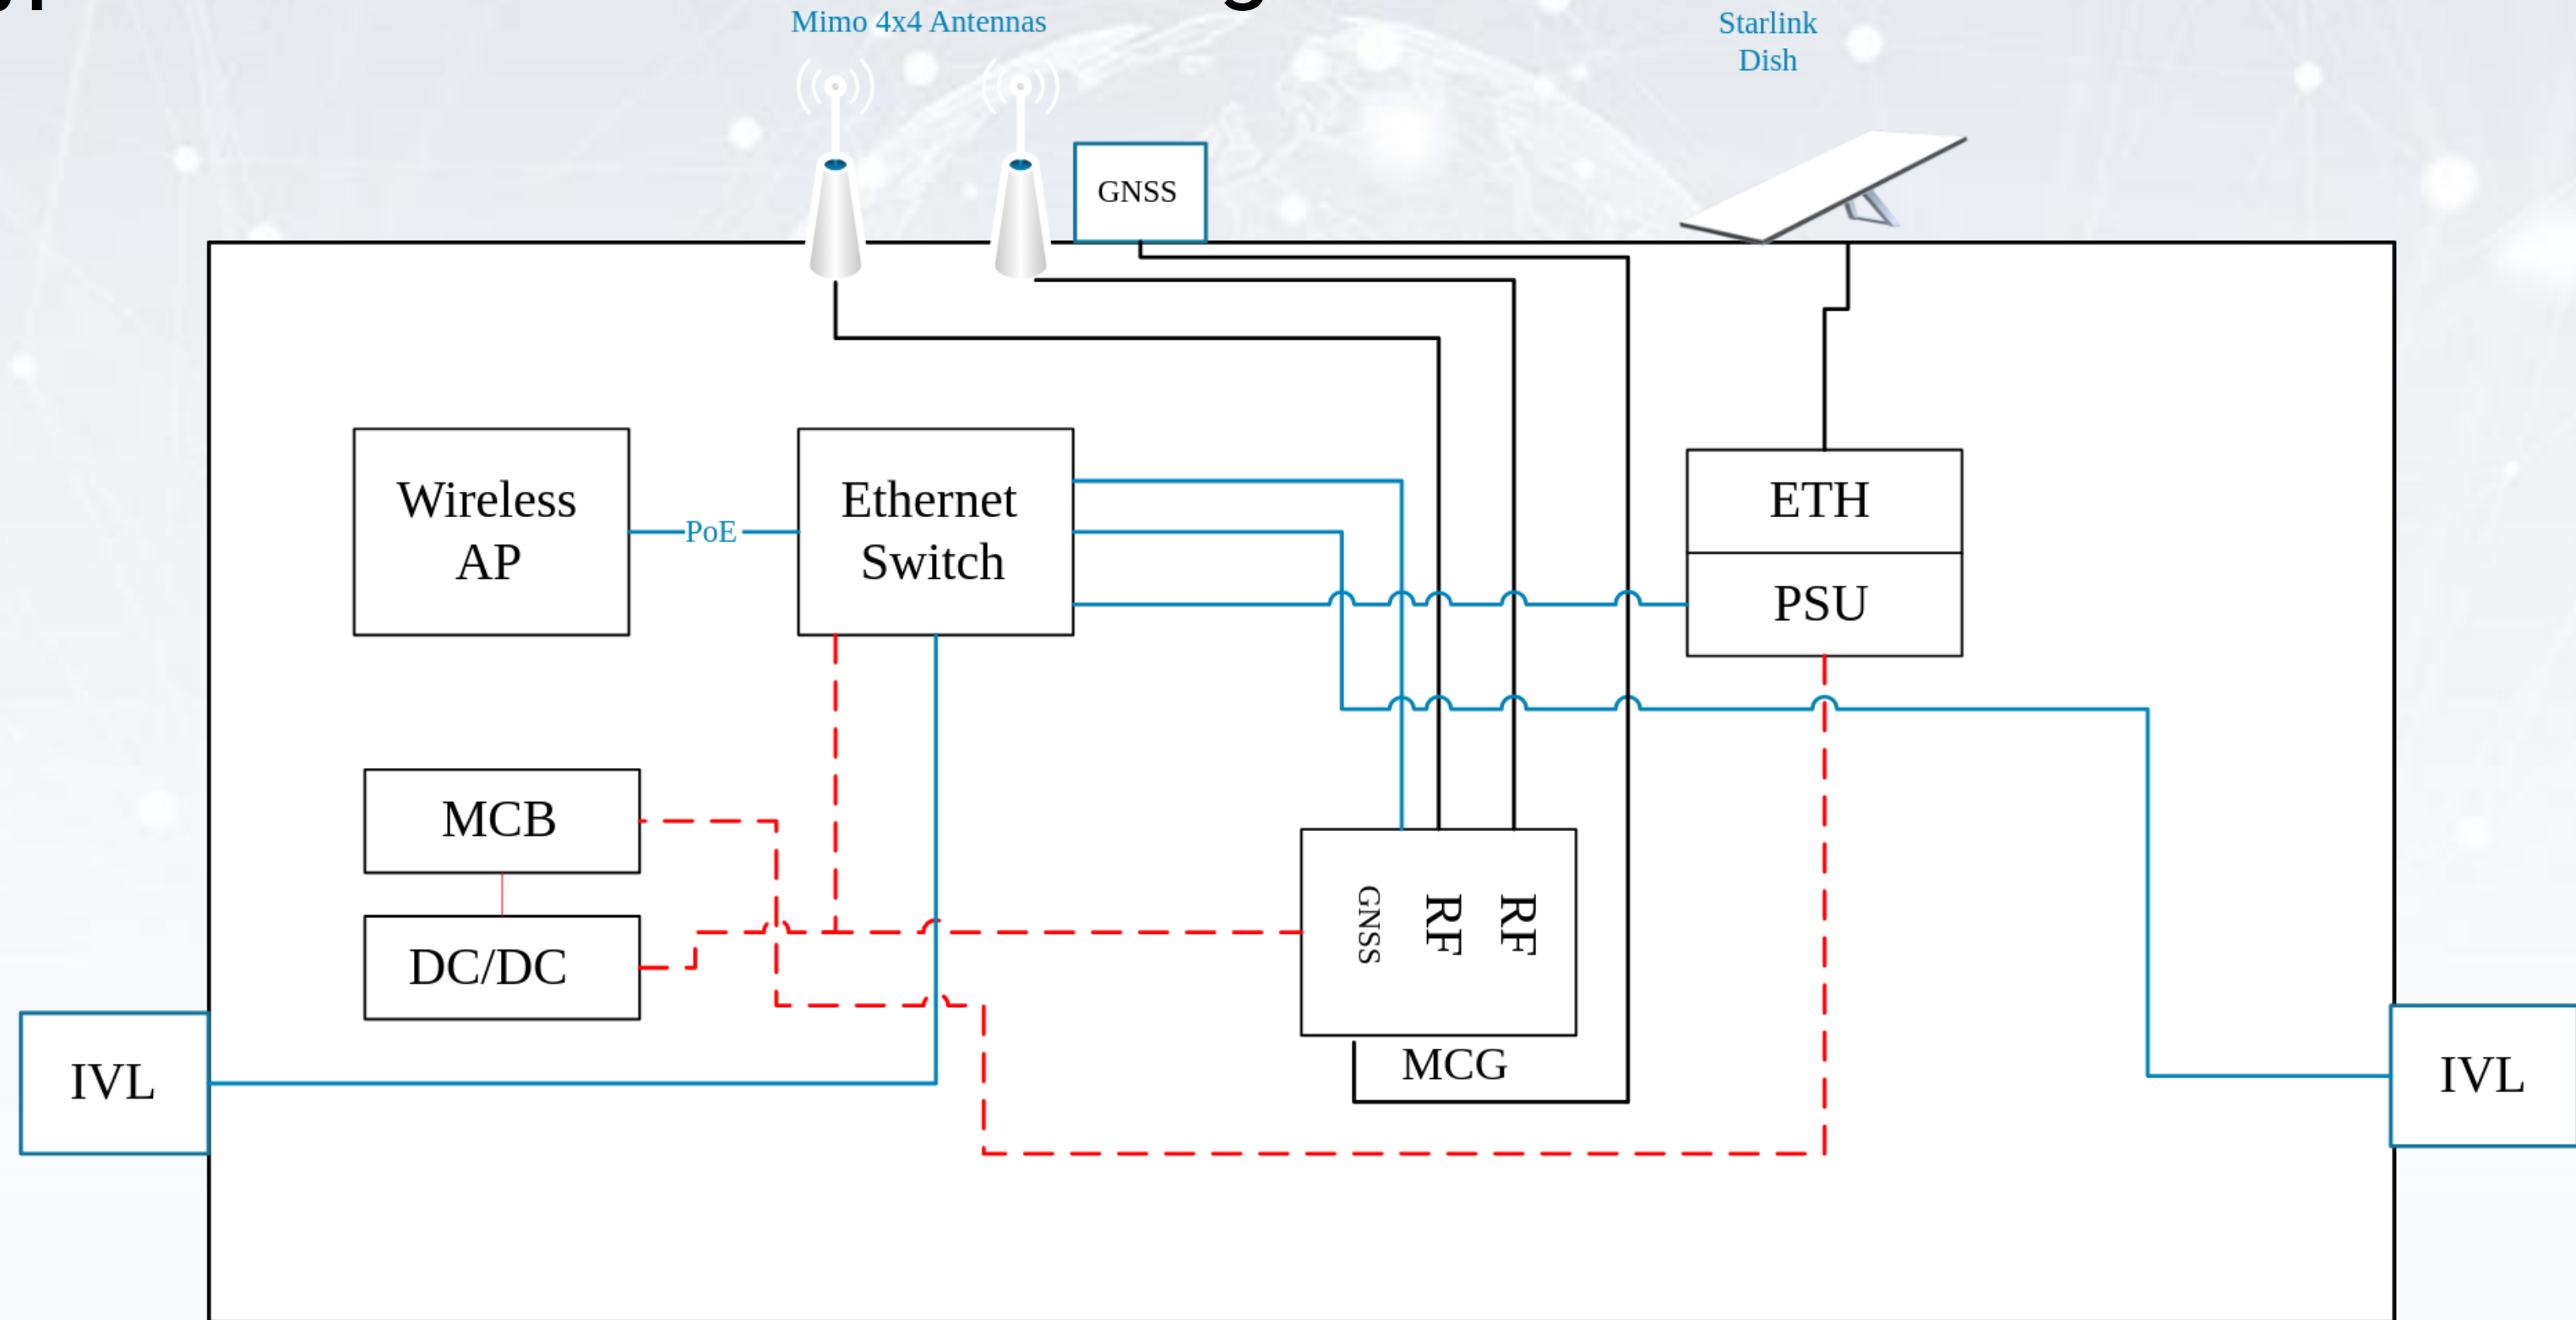 Mimo 4x4 Antennas
Starlink
Dish
GNSS
Wireless
AP
PoE
Ethernet
Switch
ETH
PSU
MCB
DC/DC
GNSS
RF
RF
MCG
IVL
IVL